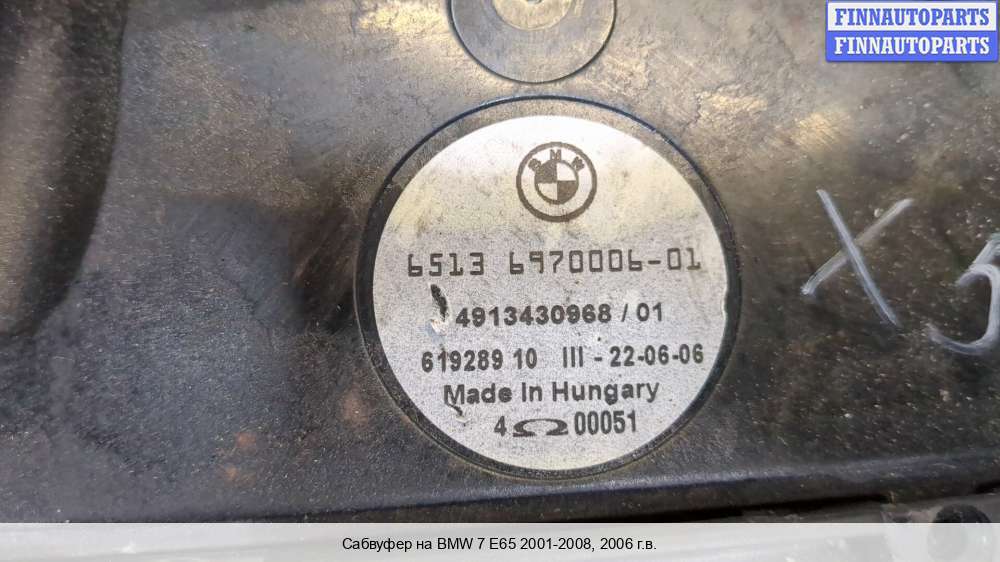 FINNAUTOPARTS
FINNAUTOPARTS
BMW
6513 6970006-01
4913430968 / 01
619289 10 III - 22-06-06
Made In Hungary
4Ω 00051
X5
Сабвуфер на BMW 7 E65 2001-2008, 2006 г.в.